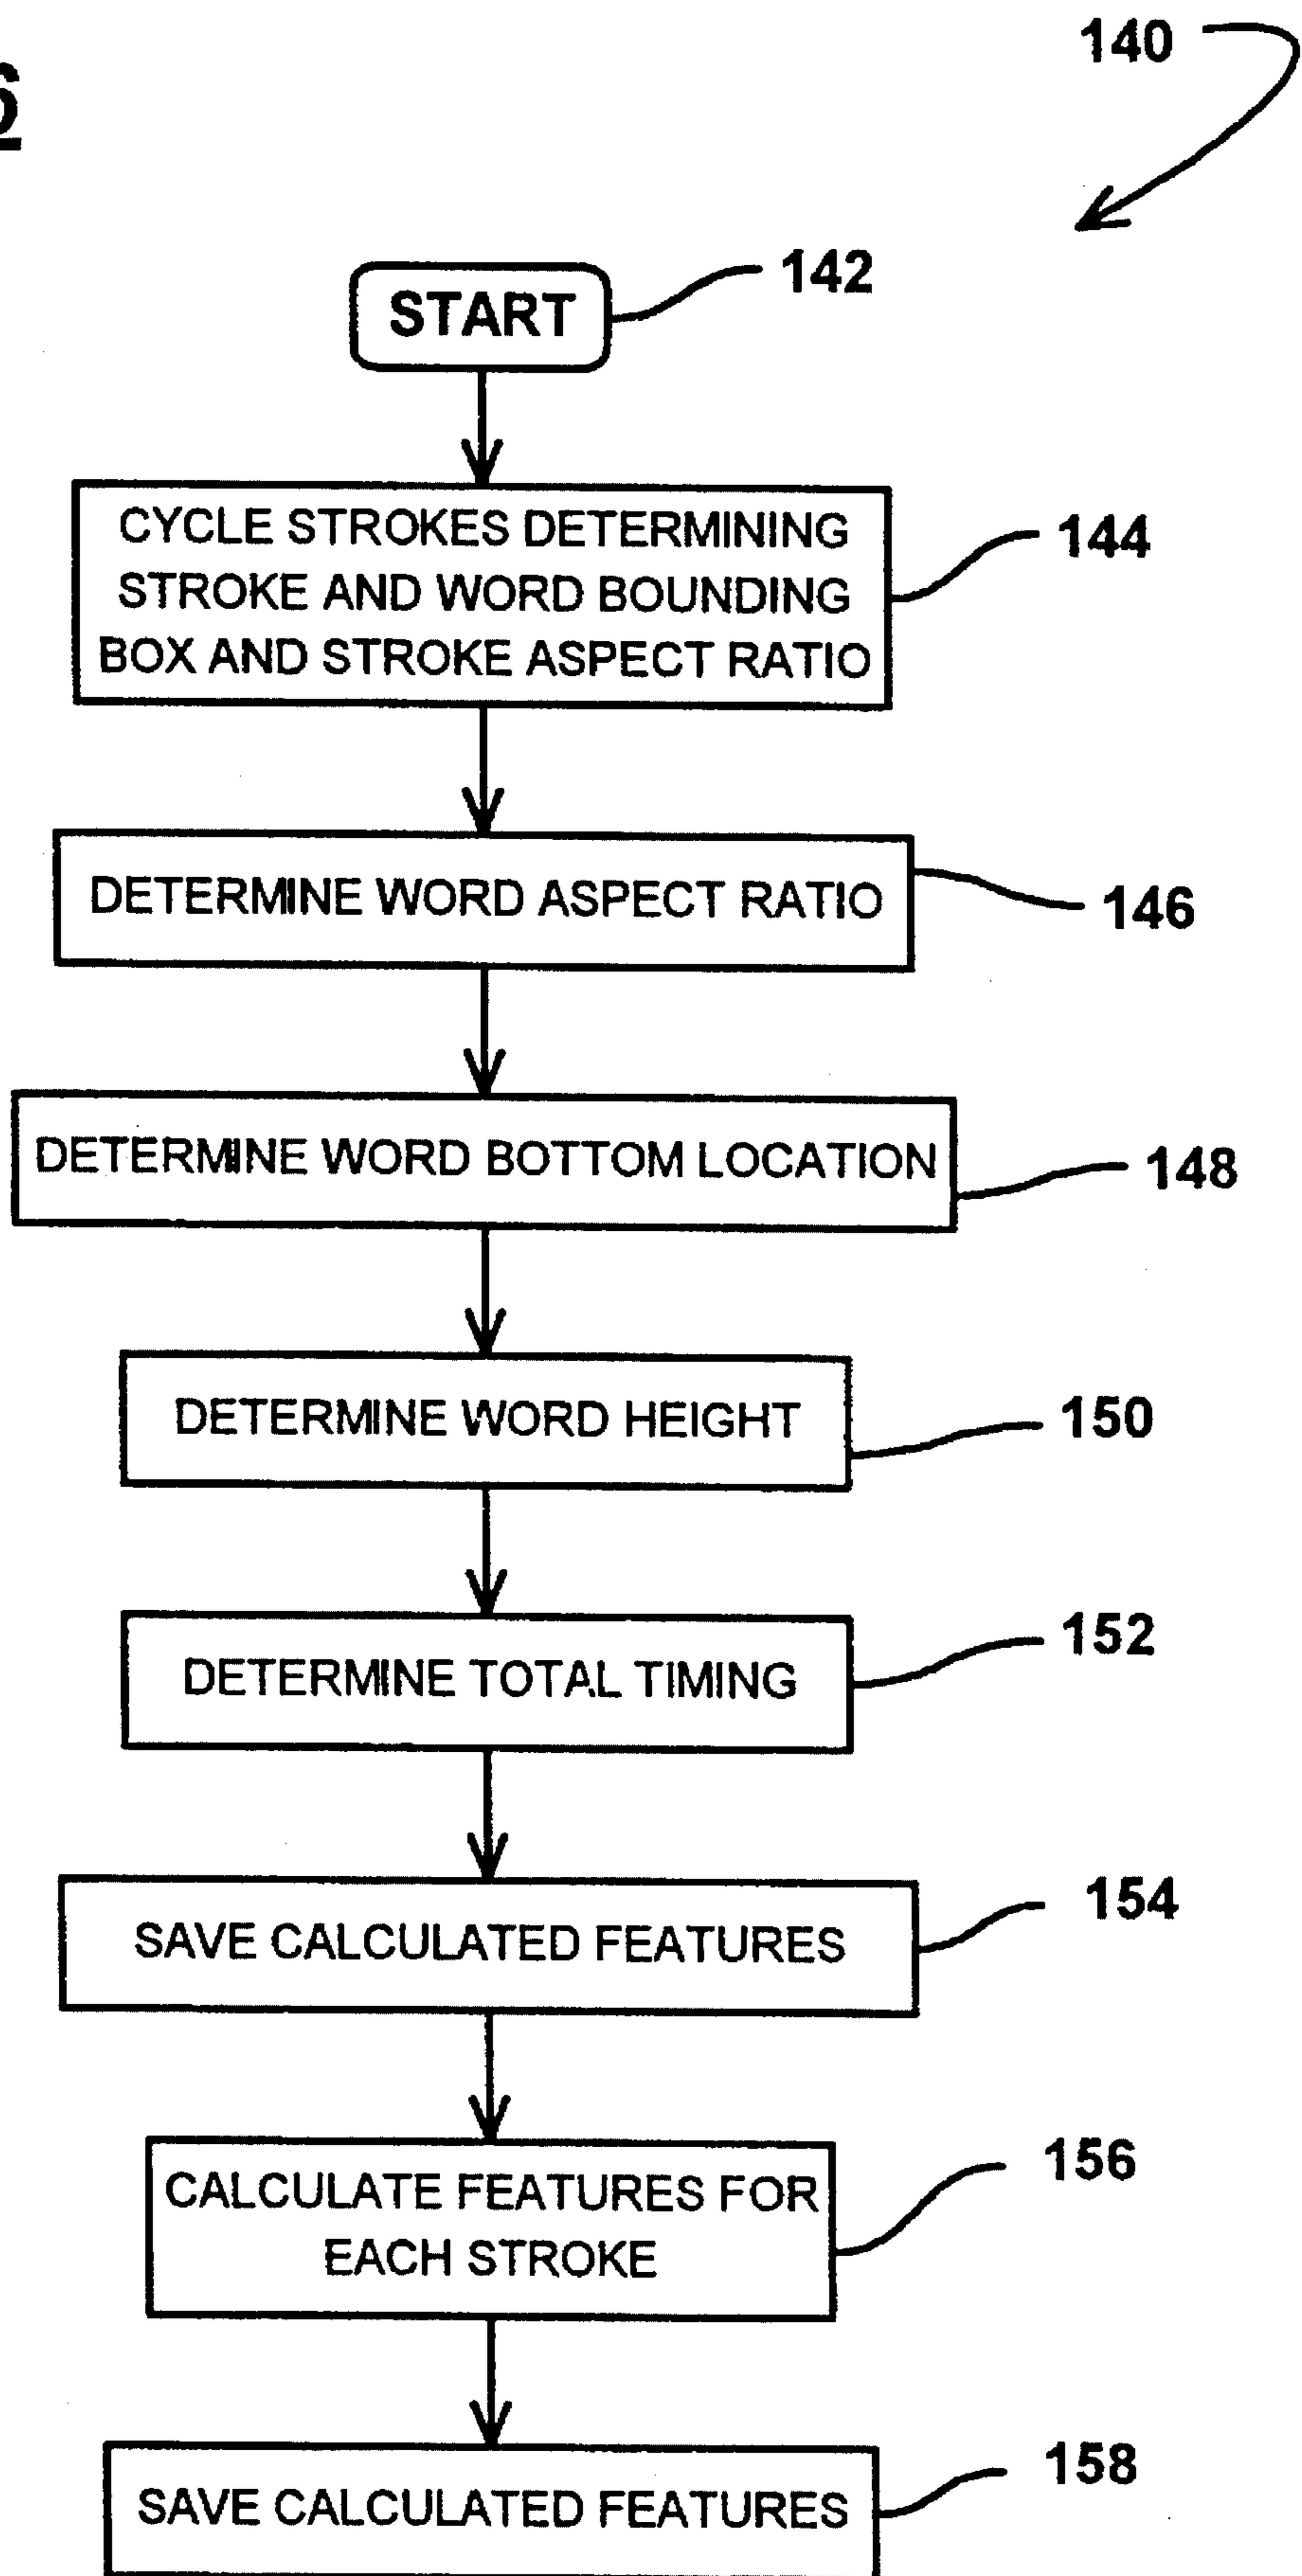 6
140
START
142
CYCLE STROKES DETERMINING
STROKE AND WORD BOUNDING
BOX AND STROKE ASPECT RATIO
144
DETERMINE WORD ASPECT RATIO
146
DETERMINE WORD BOTTOM LOCATION
148
DETERMINE WORD HEIGHT
150
DETERMINE TOTAL TIMING
152
SAVE CALCULATED FEATURES
154
CALCULATE FEATURES FOR
EACH STROKE
156
SAVE CALCULATED FEATURES
158